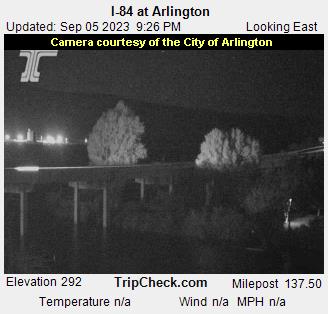 I-84 at Arlington
Updated: Sep 05 2023 9:26 PM Looking East
Camera courtesy of the City of Arlington
Elevation 292 TripCheck.com Milepost 137.50
Temperature n/a Wind n/a MPH n/a